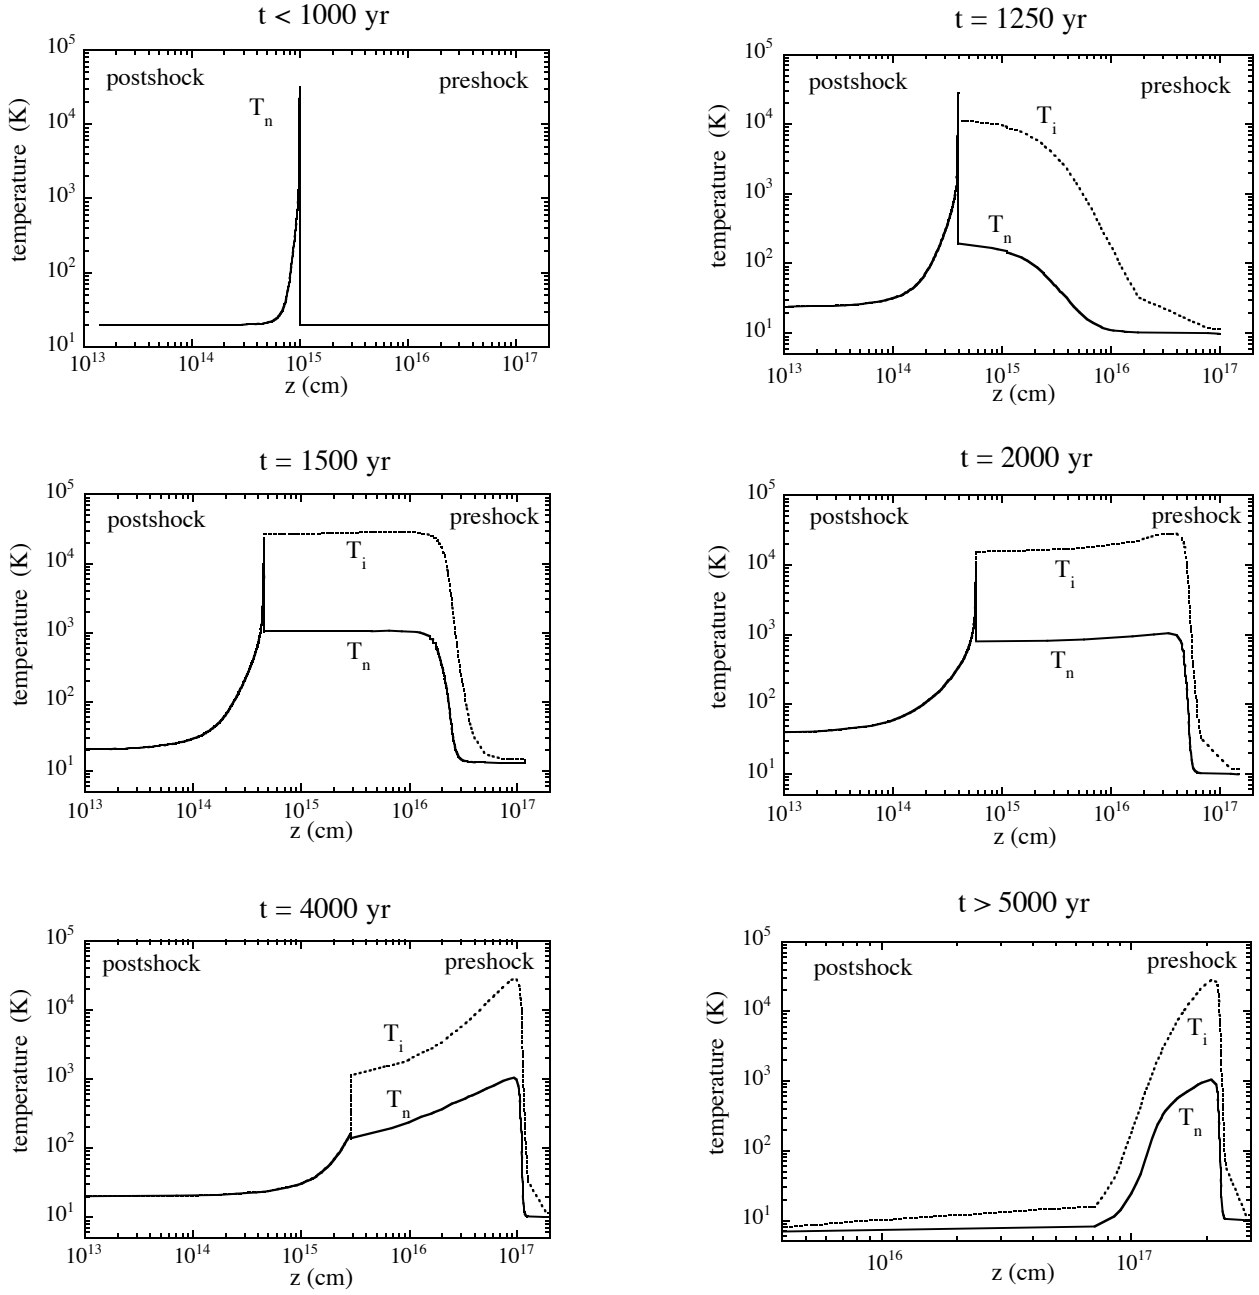 t < 1000 yr
10^5
10^4
10^3
10^2
10^1
temperature (K)
postshock
preshock
T_n
10^13
10^14
10^15
10^16
10^17
z (cm)
t = 1250 yr
10^5
10^4
10^3
10^2
10^1
temperature (K)
postshock
preshock
T_i
T_n
10^13
10^14
10^15
10^16
10^17
z (cm)
t = 1500 yr
10^5
10^4
10^3
10^2
10^1
temperature (K)
postshock
preshock
T_i
T_n
10^13
10^14
10^15
10^16
10^17
z (cm)
t = 2000 yr
10^5
10^4
10^3
10^2
10^1
temperature (K)
postshock
preshock
T_i
T_n
10^13
10^14
10^15
10^16
10^17
z (cm)
t = 4000 yr
10^5
10^4
10^3
10^2
10^1
temperature (K)
postshock
preshock
T_i
T_n
10^13
10^14
10^15
10^16
10^17
z (cm)
t > 5000 yr
10^5
10^4
10^3
10^2
10^1
temperature (K)
postshock
preshock
T_i
T_n
10^16
10^17
z (cm)